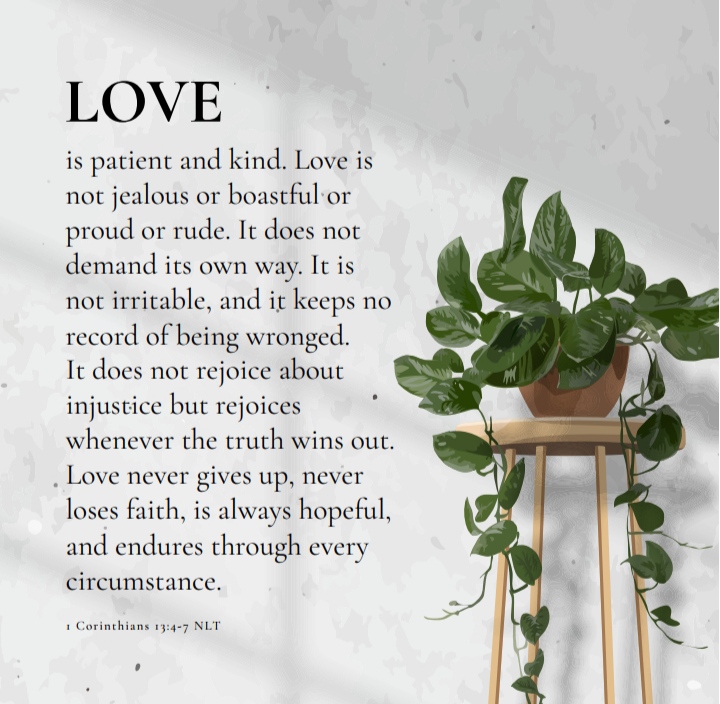 LOVE
is patient and kind. Love is
not jealous or boastful or
proud or rude. It does not
demand its own way. It is
not irritable, and it keeps no
record of being wronged.
It does not rejoice about
injustice but rejoices
whenever the truth wins out.
Love never gives up, never
loses faith, is always hopeful,
and endures through every
circumstance.
1 Corinthians 13:4-7 NLT